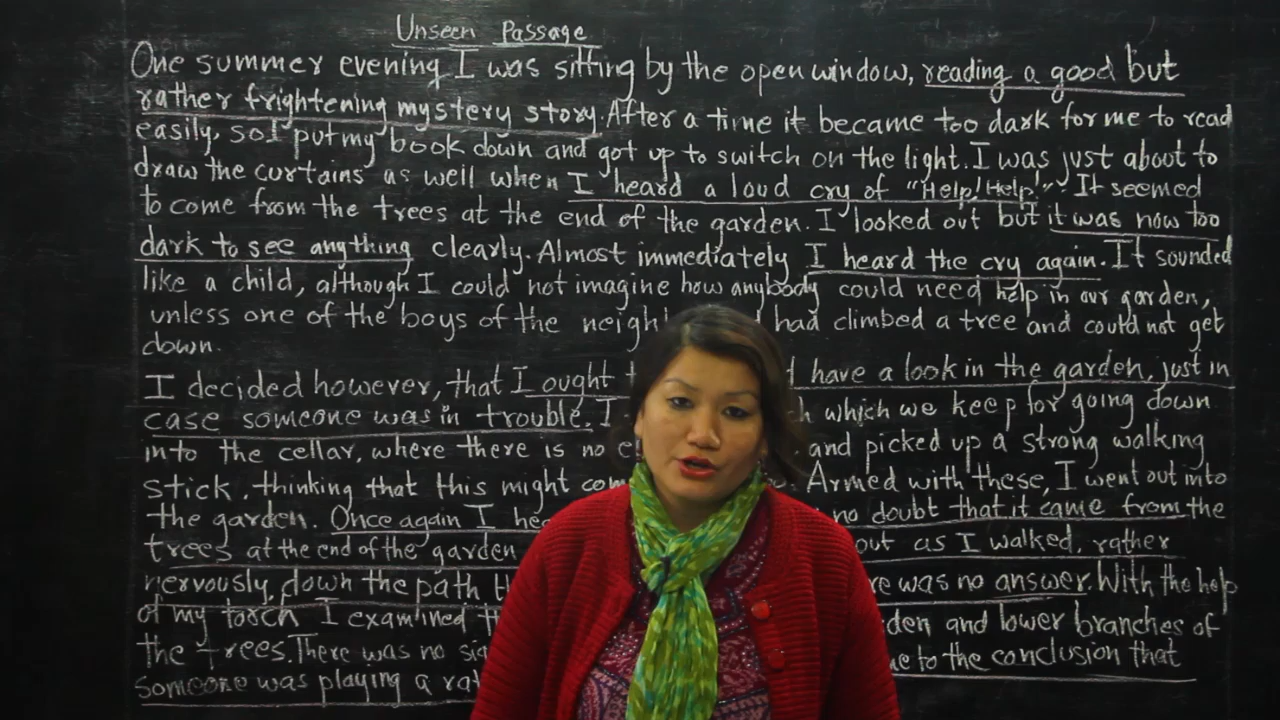 Unseen Passage
One summer evening I was sitting by the open window, reading a good but
rather frightening mystery story. After a time it became too dark for me to read
easily, so I put my book down and got up to switch on the light. I was just about to
draw the curtains as well when I heard a loud cry of "Help! Help!". It seemed
to come from the trees at the end of the garden. I looked out but it was now too
dark to see anything clearly. Almost immediately I heard the cry again. It sounded
like a child, although I could not imagine how anybody could need help in our garden,
unless one of the boys of the had climbed a tree and could not get
down.
I decided however, that I ought have a look in the garden, just in
case someone was in trouble. I which we keep for going down
into the cellar, where there is no and picked up a strong walking
stick, thinking that this might Armed with these, I went out into
the garden. Once again I no doubt that it came from the
trees at the end of the garden out as I walked, rather
nervously, down the path was no answer. With the help
of my torch I examined and lower branches of
the trees. There was no to the conclusion that
someone was playing a